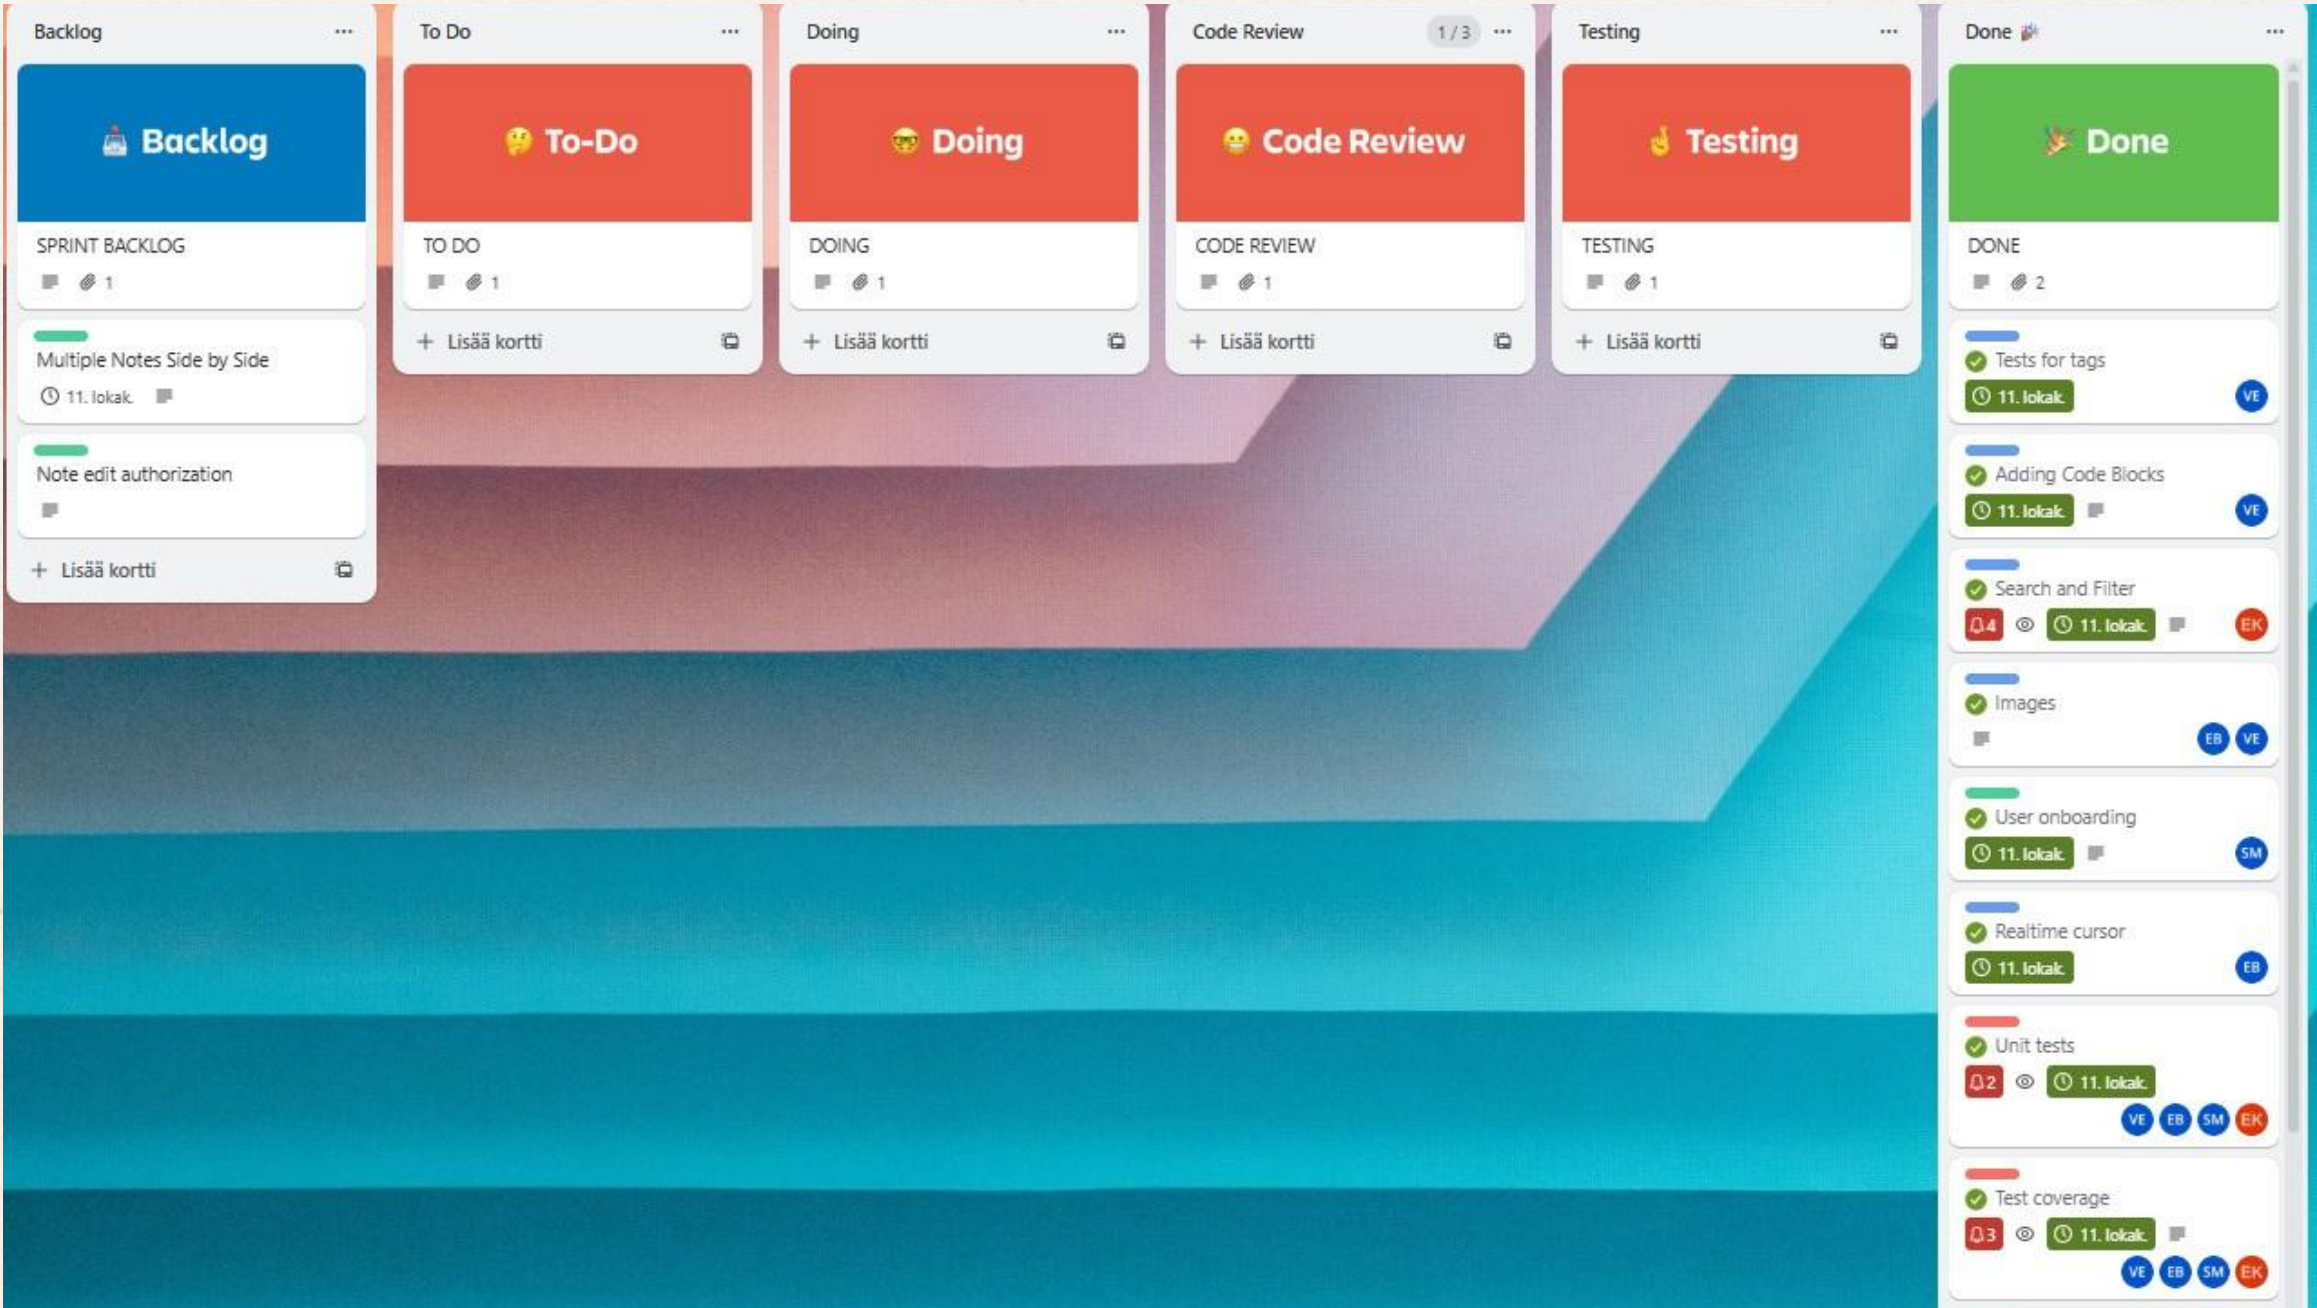 Backlog
Backlog
SPRINT BACKLOG
1
Multiple Notes Side by Side
11. lokak.
Note edit authorization
+ Lisää kortti
To Do
To-Do
TO DO
1
+ Lisää kortti
Doing
Doing
DOING
1
+ Lisää kortti
Code Review 1 / 3
Code Review
CODE REVIEW
1
+ Lisää kortti
Testing
Testing
TESTING
1
+ Lisää kortti
Done
Done
DONE
2
Tests for tags
11. lokak. VE
Adding Code Blocks
11. lokak. VE
Search and Filter
4 11. lokak. EK
Images
EB VE
User onboarding
11. lokak. SM
Realtime cursor
11. lokak. EB
Unit tests
2 11. lokak.
VE EB SM EK
Test coverage
3 11. lokak.
VE EB SM EK